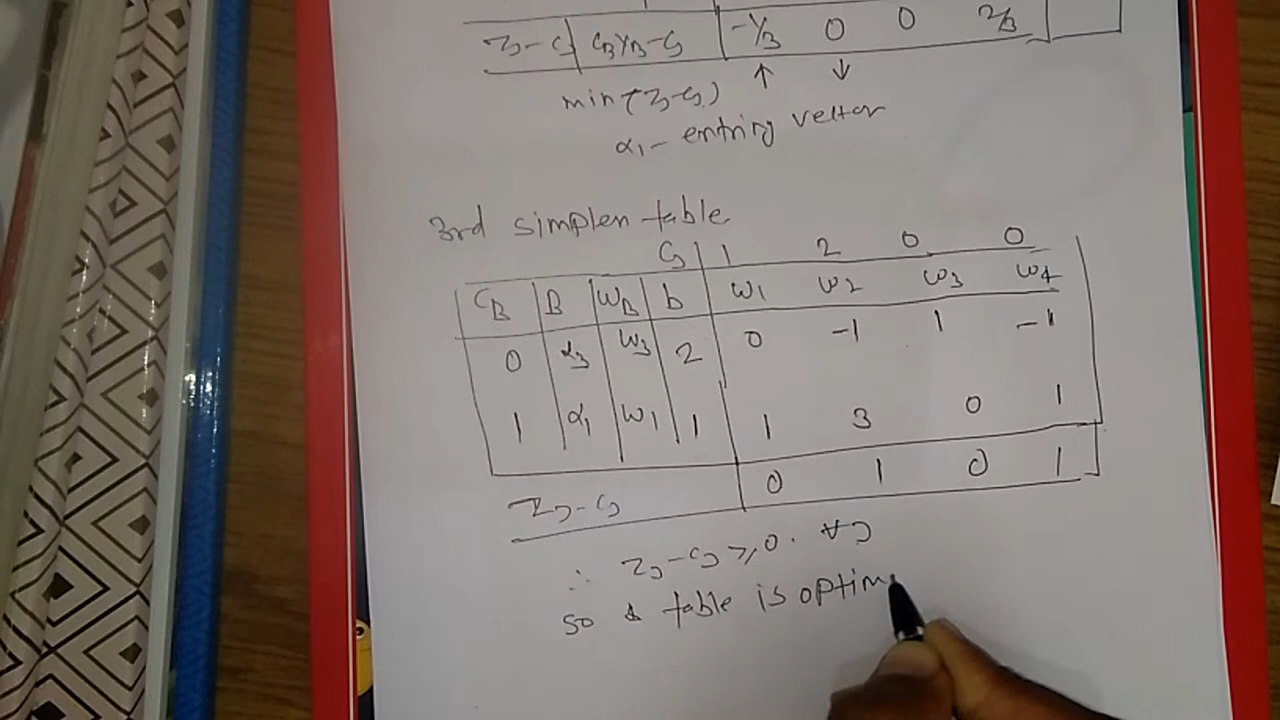 Zj-Cj CBYB-Cj -1/3 0 0 2/3
↑ ↓
min(Zj-Cj)
α1 - entring vector
3rd simplen table
Cj 1 2 0 0
CB B WB b w1 w2 w3 w4
0 α3 w3 2 0 -1 1 -1
1 α1 w1 1 1 3 0 1
Zj-Cj 0 1 0 1
∴ Zj-Cj ≥0. ∀j
so table is optim